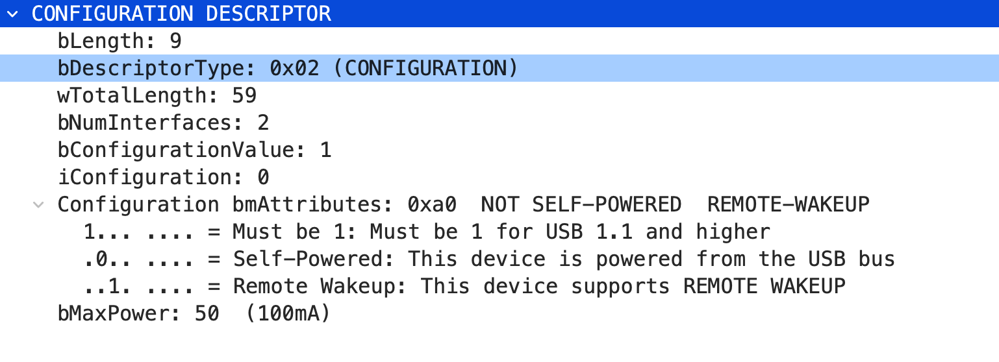 CONFIGURATION DESCRIPTOR
bLength: 9
bDescriptorType: 0x02 (CONFIGURATION)
wTotalLength: 59
bNumInterfaces: 2
bConfigurationValue: 1
iConfiguration: 0
Configuration bmAttributes: 0xa0  NOT SELF-POWERED  REMOTE-WAKEUP
1... .... = Must be 1: Must be 1 for USB 1.1 and higher
.0.. .... = Self-Powered: This device is powered from the USB bus
..1. .... = Remote Wakeup: This device supports REMOTE WAKEUP
bMaxPower: 50  (100mA)